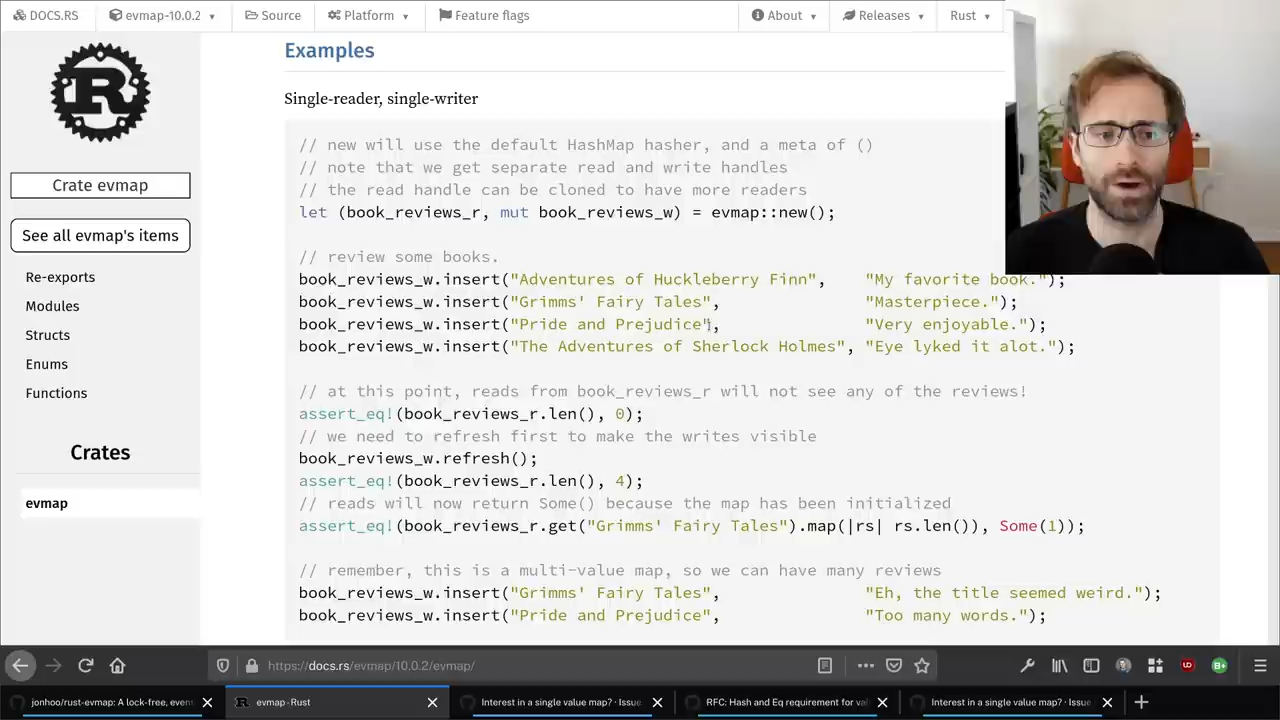 DOCS.RS evmap-10.0.2 Source Platform Feature flags About Releases Rust
Crate evmap
See all evmap's items
Re-exports
Modules
Structs
Enums
Functions
Crates
evmap
Examples
Single-reader, single-writer
// new will use the default HashMap hasher, and a meta of ()
// note that we get separate read and write handles
// the read handle can be cloned to have more readers
let (book_reviews_r, mut book_reviews_w) = evmap::new();
// review some books.
book_reviews_w.insert("Adventures of Huckleberry Finn", "My favorite book.");
book_reviews_w.insert("Grimms' Fairy Tales", "Masterpiece.");
book_reviews_w.insert("Pride and Prejudice", "Very enjoyable.");
book_reviews_w.insert("The Adventures of Sherlock Holmes", "Eye lyked it alot.");
// at this point, reads from book_reviews_r will not see any of the reviews!
assert_eq!(book_reviews_r.len(), 0);
// we need to refresh first to make the writes visible
book_reviews_w.refresh();
assert_eq!(book_reviews_r.len(), 4);
// reads will now return Some() because the map has been initialized
assert_eq!(book_reviews_r.get("Grimms' Fairy Tales").map(|rs| rs.len()), Some(1));
// remember, this is a multi-value map, so we can have many reviews
book_reviews_w.insert("Grimms' Fairy Tales", "Eh, the title seemed weird.");
book_reviews_w.insert("Pride and Prejudice", "Too many words.");
https://docs.rs/evmap/10.0.2/evmap/
jonhoo/rust-evmap: A lock-free, even evmap - Rust Interest in a single value map? · Issue RFC: Hash and Eq requirement for val Interest in a single value map? · Issue